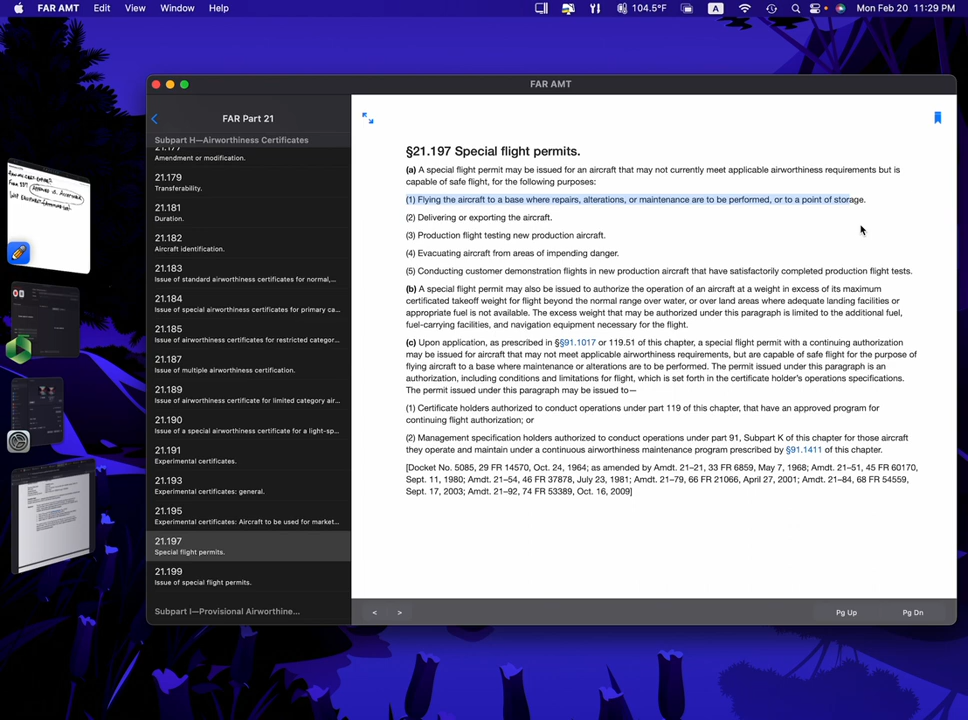 FAR AMT Edit View Window Help 104.5°F A Mon Feb 20 11:29 PM
FAR AMT
FAR Part 21
Subpart H—Airworthiness Certificates
21.177
Amendment or modification.
21.179
Transferability.
21.181
Duration.
21.182
Aircraft identification.
21.183
Issue of standard airworthiness certificates for normal,...
21.184
Issue of special airworthiness certificates for primary ca...
21.185
Issue of airworthiness certificates for restricted categor...
21.187
Issue of multiple airworthiness certification.
21.189
Issue of airworthiness certificate for limited category air...
21.190
Issue of a special airworthiness certificate for a light-sp...
21.191
Experimental certificates.
21.193
Experimental certificates: general.
21.195
Experimental certificates: Aircraft to be used for market...
21.197
Special flight permits.
21.199
Issue of special flight permits.
Subpart I—Provisional Airworthine...
§21.197 Special flight permits.
(a) A special flight permit may be issued for an aircraft that may not currently meet applicable airworthiness requirements but is
capable of safe flight, for the following purposes:
(1) Flying the aircraft to a base where repairs, alterations, or maintenance are to be performed, or to a point of storage.
(2) Delivering or exporting the aircraft.
(3) Production flight testing new production aircraft.
(4) Evacuating aircraft from areas of impending danger.
(5) Conducting customer demonstration flights in new production aircraft that have satisfactorily completed production flight tests.
(b) A special flight permit may also be issued to authorize the operation of an aircraft at a weight in excess of its maximum
certificated takeoff weight for flight beyond the normal range over water, or over land areas where adequate landing facilities or
appropriate fuel is not available. The excess weight that may be authorized under this paragraph is limited to the additional fuel,
fuel-carrying facilities, and navigation equipment necessary for the flight.
(c) Upon application, as prescribed in §§91.1017 or 119.51 of this chapter, a special flight permit with a continuing authorization
may be issued for aircraft that may not meet applicable airworthiness requirements, but are capable of safe flight for the purpose of
flying aircraft to a base where maintenance or alterations are to be performed. The permit issued under this paragraph is an
authorization, including conditions and limitations for flight, which is set forth in the certificate holder's operations specifications.
The permit issued under this paragraph may be issued to—
(1) Certificate holders authorized to conduct operations under part 119 of this chapter, that have an approved program for
continuing flight authorization; or
(2) Management specification holders authorized to conduct operations under part 91, Subpart K of this chapter for those aircraft
they operate and maintain under a continuous airworthiness maintenance program prescribed by §91.1411 of this part.
[Docket No. 5085, 29 FR 14570, Oct. 24, 1964; as amended by Amdt. 21–21, 33 FR 6859, May 7, 1968; Amdt. 21–51, 45 FR 60170,
Sept. 11, 1980; Amdt. 21–54, 46 FR 37878, July 23, 1981; Amdt. 21–79, 66 FR 21066, April 27, 2001; Amdt. 21–84, 68 FR 54559,
Sept. 17, 2003; Amdt. 21–92, 74 FR 53389, Oct. 16, 2009]
< > Pg Up Pg Dn